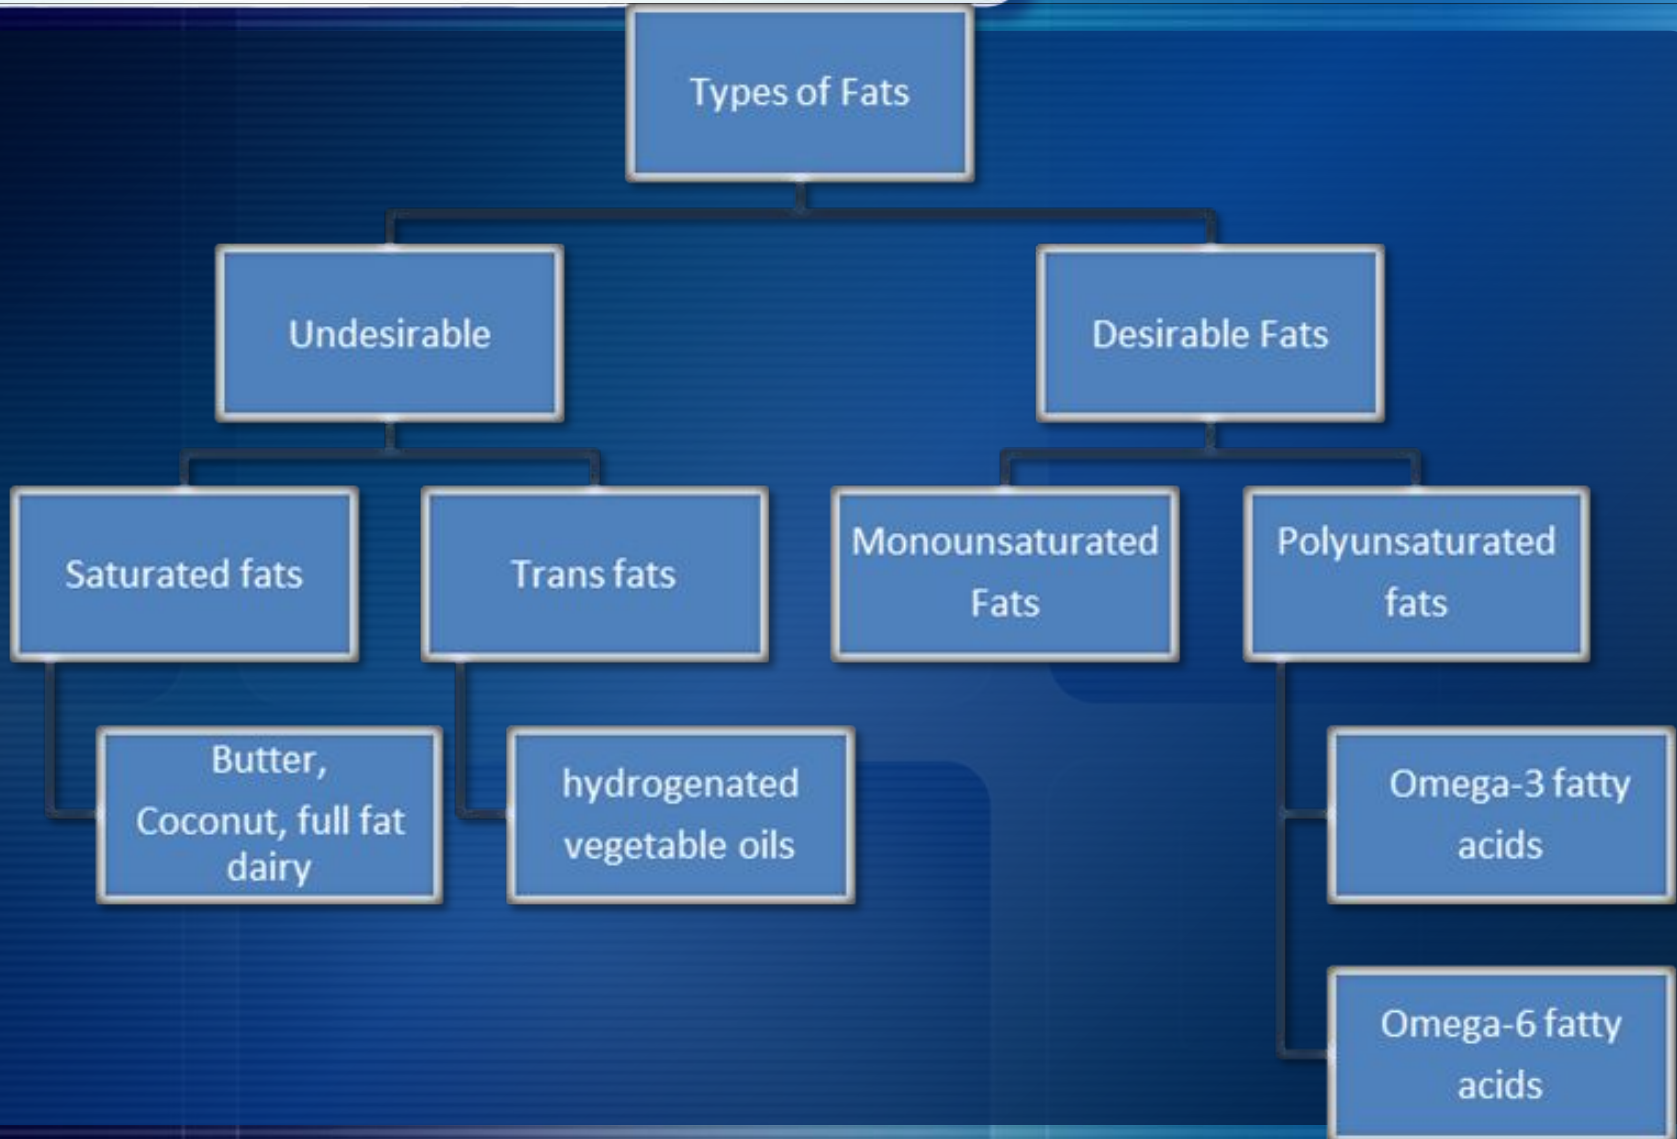 Types of Fats
Undesirable
Desirable Fats
Saturated fats
Trans fats
Monounsaturated
Fats
Polyunsaturated
fats
Butter,
Coconut, full fat
dairy
hydrogenated
vegetable oils
Omega-3 fatty
acids
Omega-6 fatty
acids